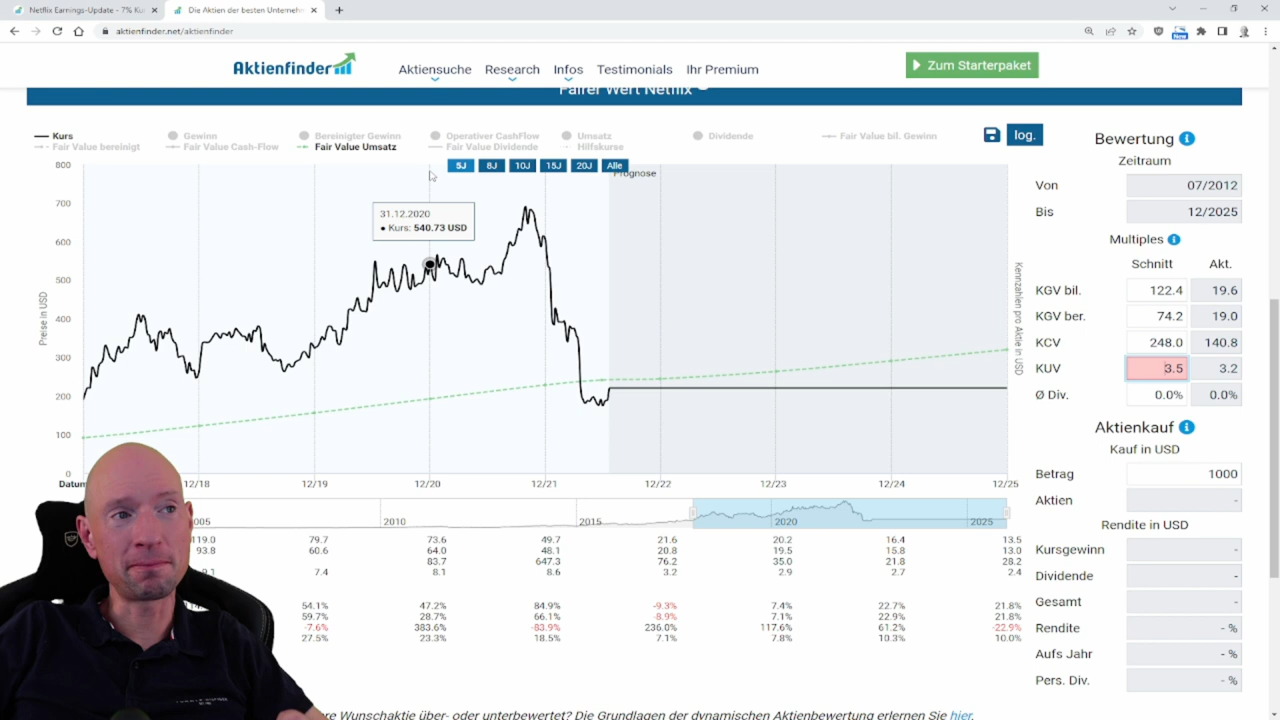 Netflix Earnings-Update - 7% Ku
Die Aktien der besten Unternehm
aktienfinder.net/aktienfinder
New
Aktienfinder
Aktiensuche
Research
Infos
Testimonials
Ihr Premium
Zum Starterpaket
Fairer Wert Netflix
Kurs
Gewinn
Bereinigter Gewinn
Operativer CashFlow
Umsatz
Dividende
Fair Value bil. Gewinn
Fair Value bereinigt
Fair Value Cash-Flow
Fair Value Umsatz
Fair Value Dividende
Hilfskurse
log.
5J 8J 10J 15J 20J Alle
Prognose
800
700
600
500
400
300
200
100
0
Preise in USD
Kennzahlen pro Aktie in USD
31.12.2020
Kurs: 540.73 USD
Datum
12/18 12/19 12/20 12/21 12/22 12/23 12/24 12/25
2010 2015 2020 2025
119.0 79.7 73.6 49.7 21.6 20.2 16.4 13.5
93.8 60.6 64.0 48.1 20.8 19.5 15.8 13.0
83.7 647.3 76.2 35.0 21.8 28.2
7.4 8.1 8.6 3.2 2.9 2.7 2.4
54.1% 47.2% 84.9% -9.3% 7.4% 22.7% 21.8%
59.7% 28.7% 66.1% -8.9% 7.1% 22.9% 21.8%
-7.6% 383.6% -83.9% 236.0% 117.6% 61.2% -22.9%
27.5% 23.3% 18.5% 7.1% 7.8% 10.3% 10.0%
Bewertung
Zeitraum
Von 07/2012
Bis 12/2025
Multiples
Schnitt Akt.
KGV bil. 122.4 19.6
KGV ber. 74.2 19.0
KCV 248.0 140.8
KUV 3.5 3.2
Ø Div. 0.0% 0.0%
Aktienkauf
Kauf in USD
Betrag 1000
Aktien -
Rendite in USD
Kursgewinn -
Dividende -
Gesamt -
Rendite - %
Aufs Jahr - %
Pers. Div. - %
Wunschaktie über- oder unterbewertet? Die Grundlagen der dynamischen Aktienbewertung erlernen Sie hier.